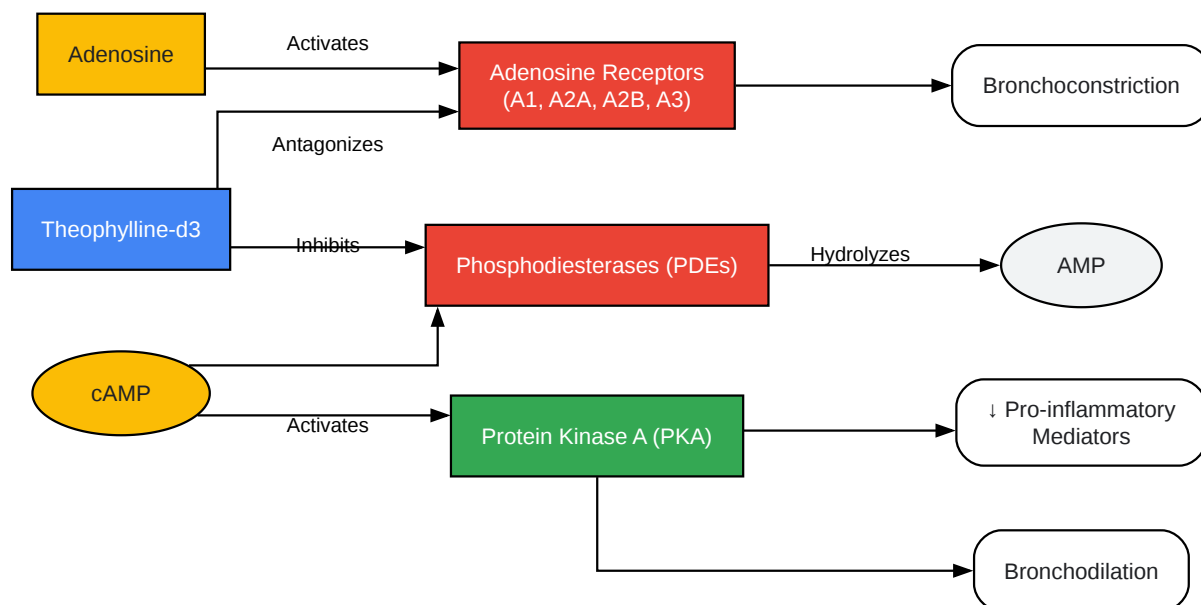 Adenosine
Activates
Adenosine Receptors
(A1, A2A, A2B, A3)
Bronchoconstriction
Antagonizes
Theophylline-d3
Inhibits
Phosphodiesterases (PDEs)
Hydrolyzes
AMP
cAMP
Activates
Protein Kinase A (PKA)
↓ Pro-inflammatory
Mediators
Bronchodilation